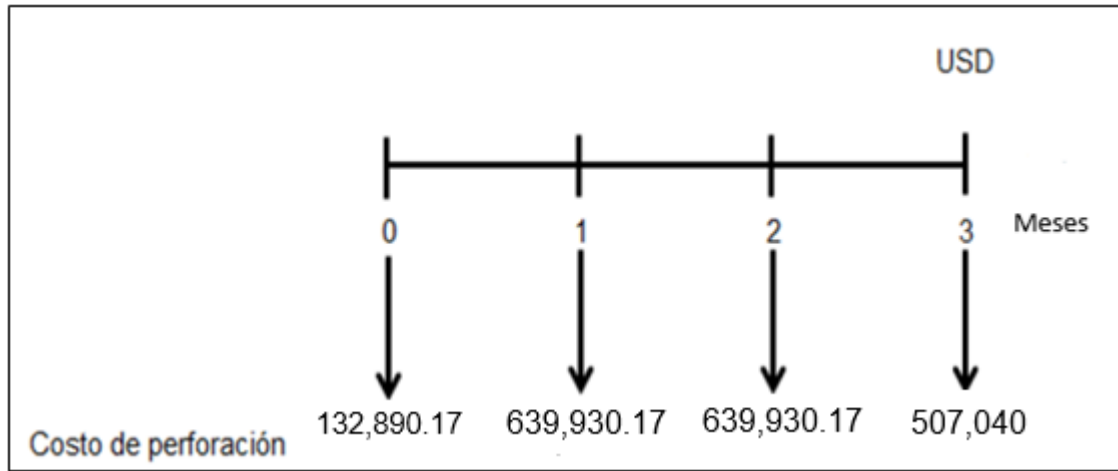 USD
0 1 2 3 Meses
132,890.17 639,930.17 639,930.17 507,040
Costo de perforación